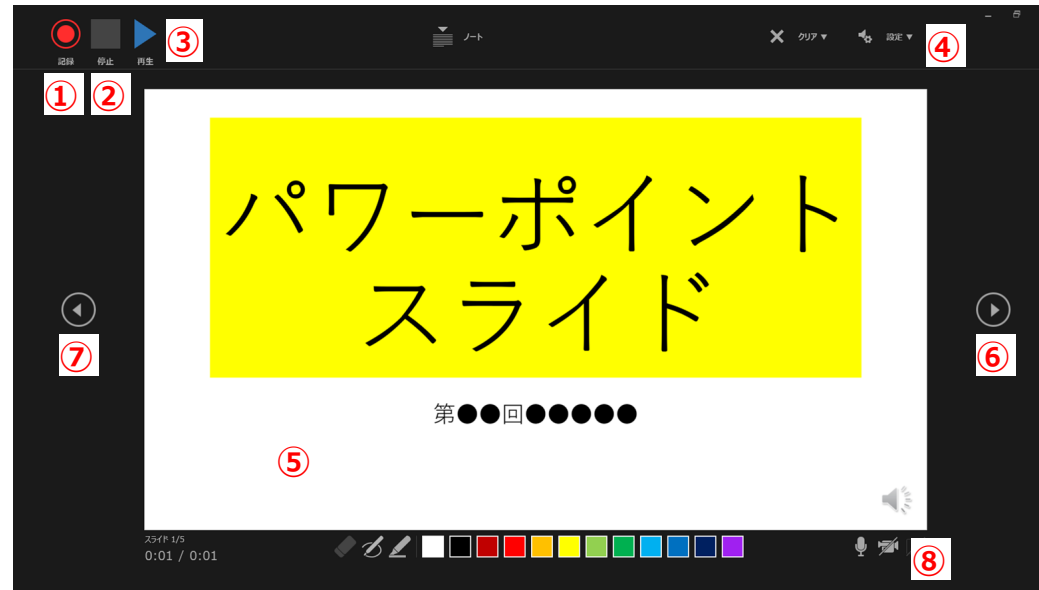 記録 停止 再生 ③
① ②
ノート
クリア ▼ 設定 ▼ ④
パワーポイント
スライド
第●●回●●●●●
⑤
⑦
⑥
スライド 1/5
0:01 / 0:01
⑧